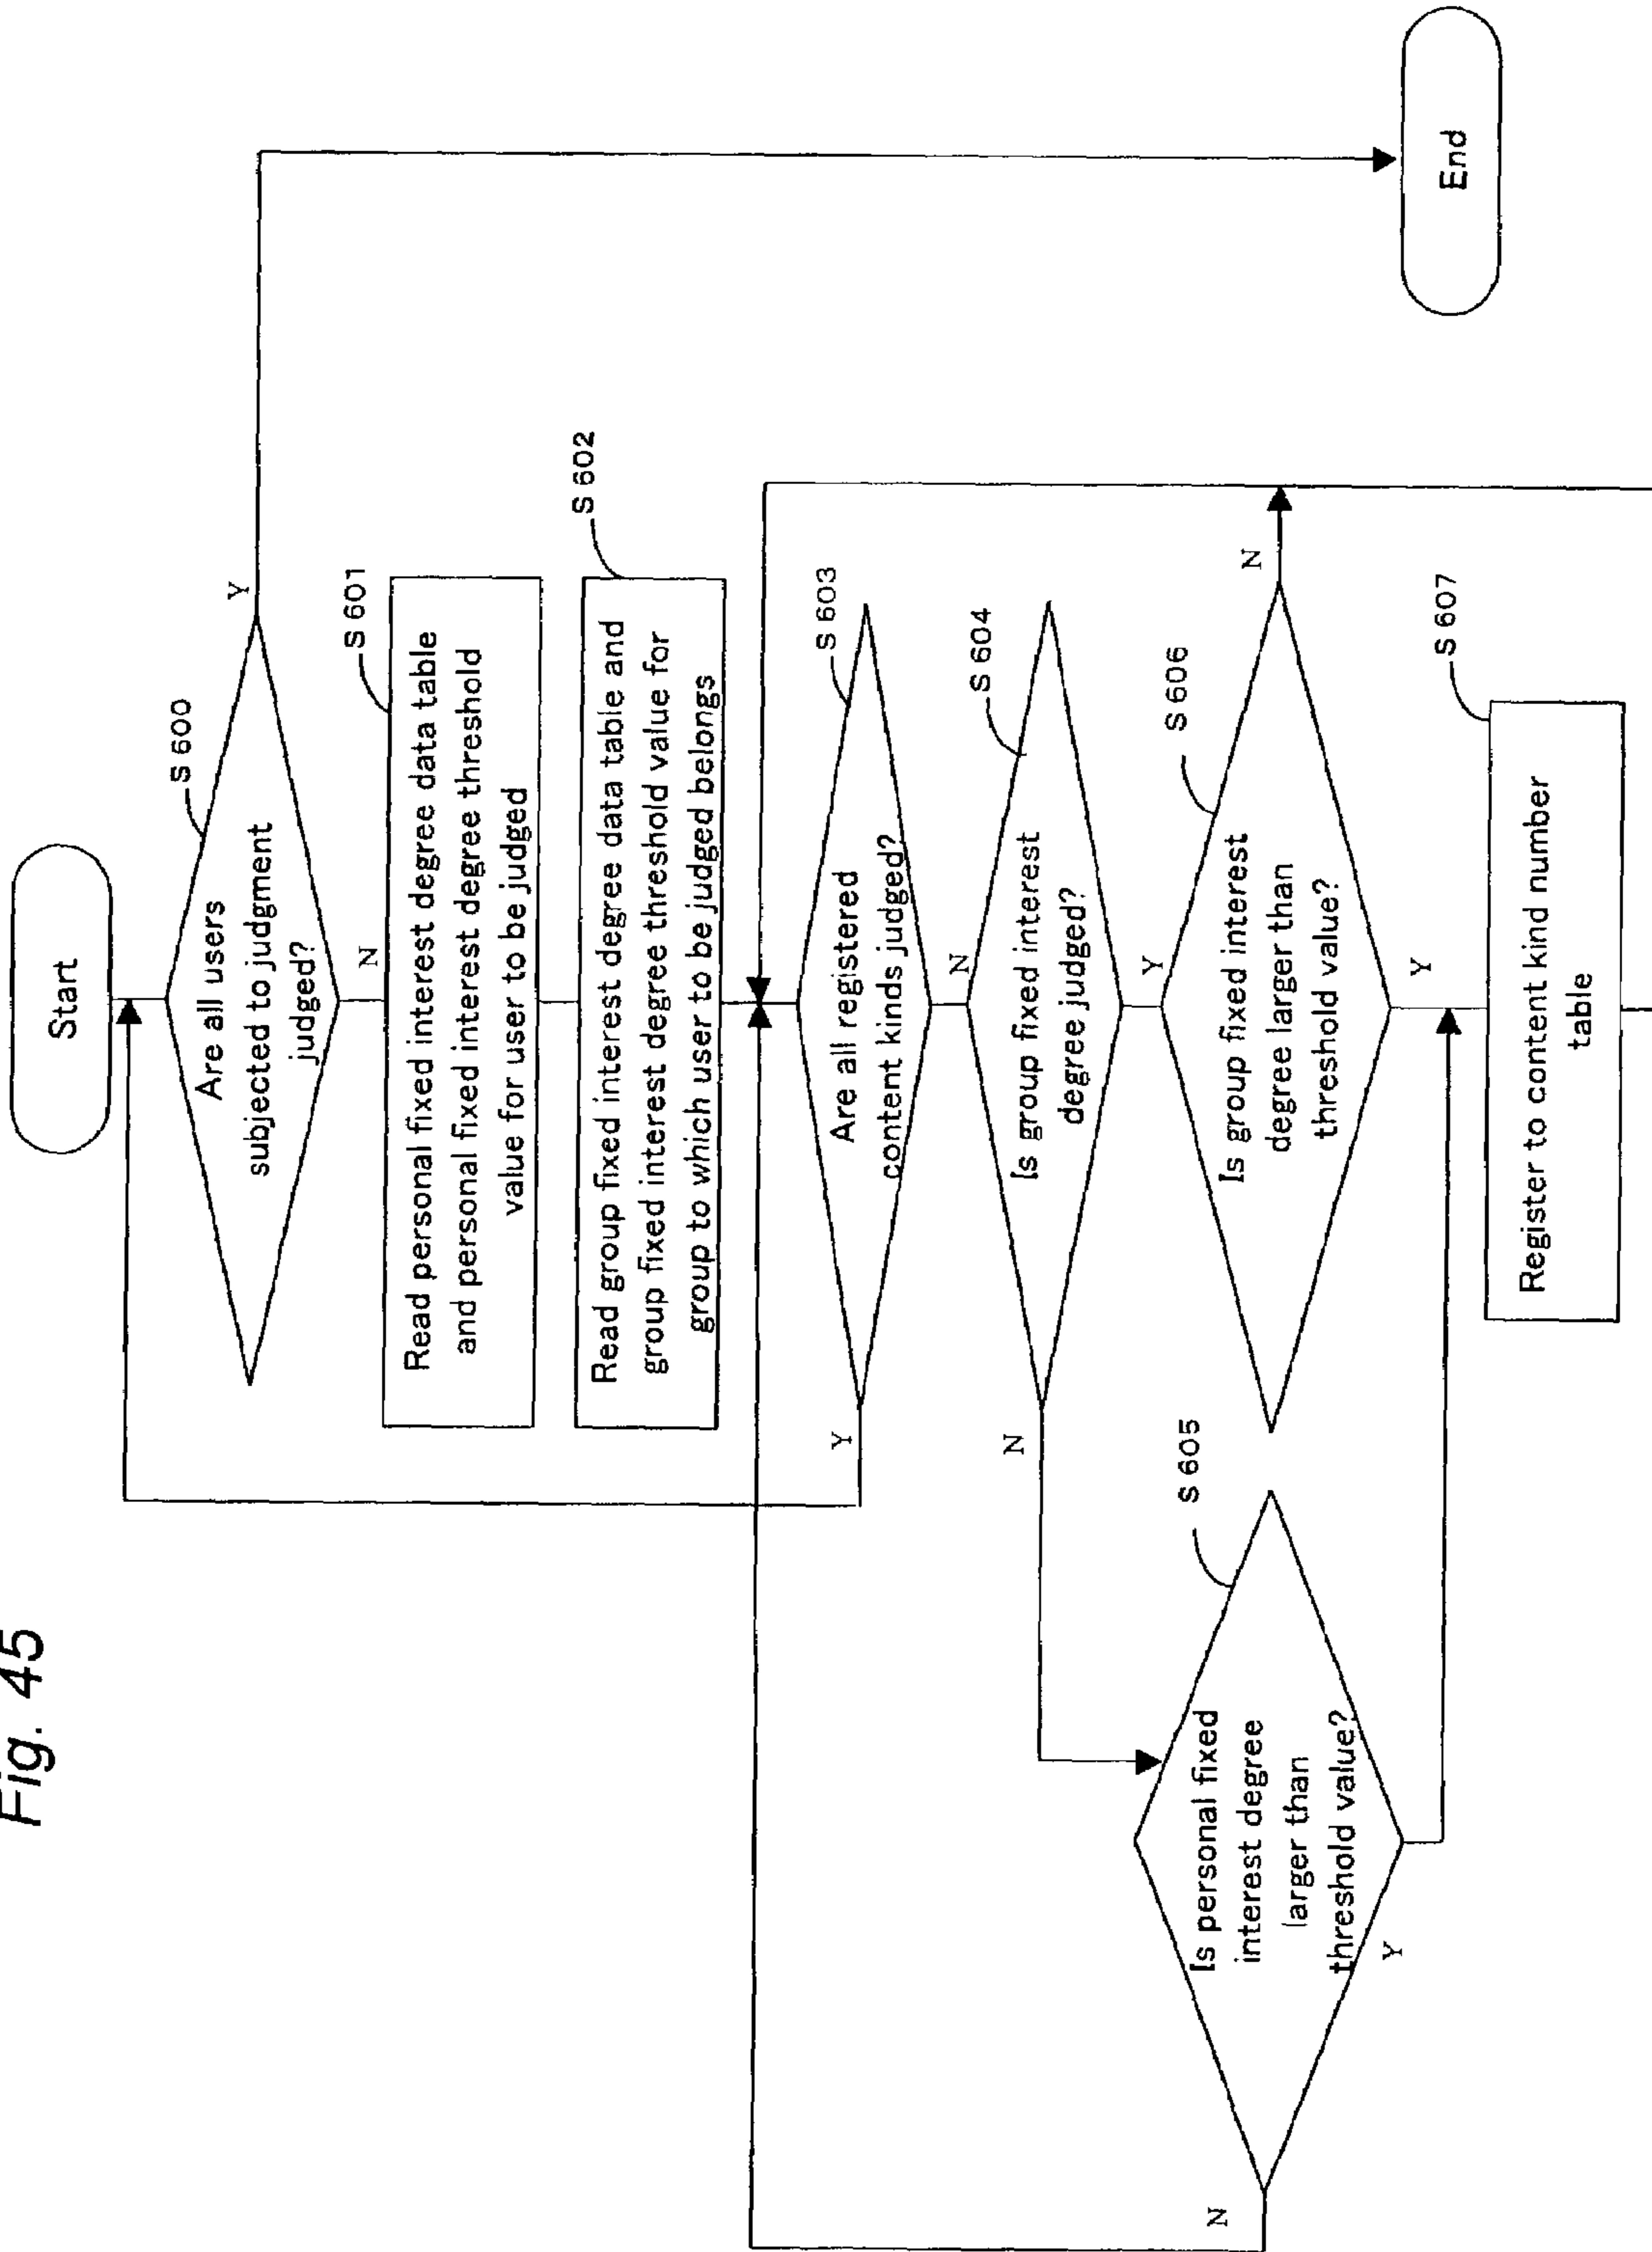 Fig. 45
Start
S 600
Are all users
subjected to judgment
judged?
Y
N
S 601
Read personal fixed interest degree data table
and personal fixed interest degree threshold
value for user to be judged
S 602
Read group fixed interest degree data table and
group fixed interest degree threshold value for
group to which user to be judged belongs
S 603
Are all registered
content kinds judged?
Y
N
S 604
Is group fixed interest
degree judged?
N
Y
S 605
Is personal fixed
interest degree
larger than
threshold value?
N
Y
S 606
Is group fixed interest
degree larger than
threshold value?
N
Y
S 607
Register to content kind number
table
End